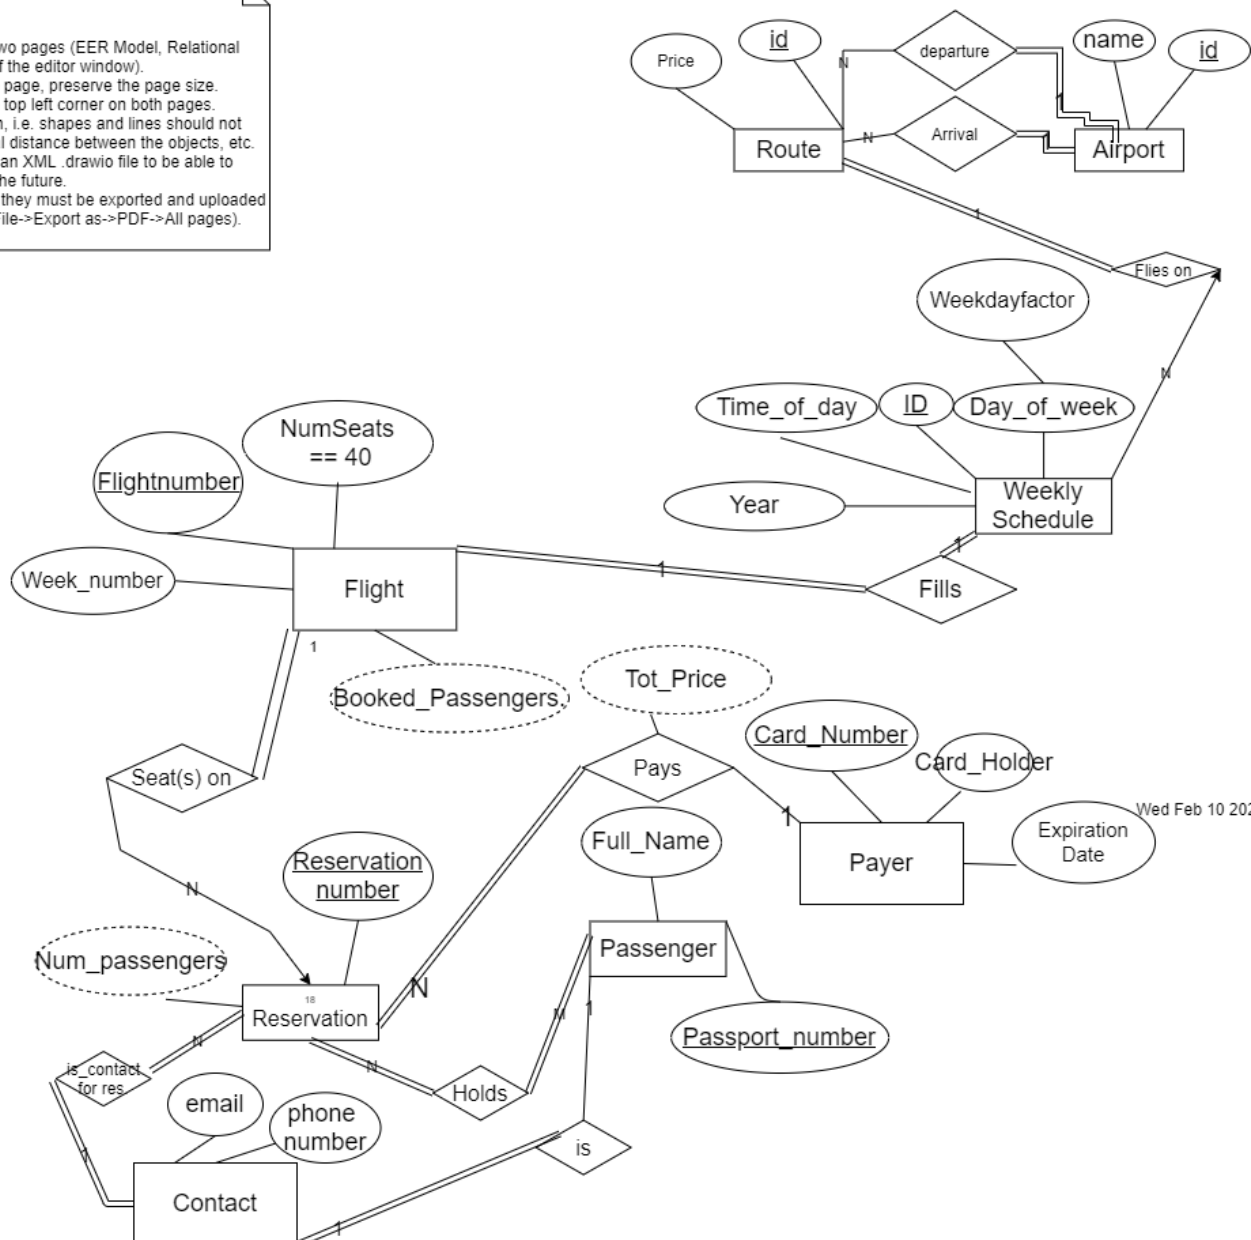 wo pages (EER Model, Relational
f the editor window).
page, preserve the page size.
top left corner on both pages.
n, i.e. shapes and lines should not
l distance between the objects, etc.
an XML .drawio file to be able to
he future.
they must be exported and uploaded
File->Export as->PDF->All pages).
Price
id
departure
name
id
N
1
Route
N
Arrival
1
Airport
1
Flies on
Weekdayfactor
N
Time_of_day
ID
Day_of_week
NumSeats
== 40
Flightnumber
Year
Weekly
Schedule
1
Week_number
Flight
1
Fills
1
Booked_Passengers
Tot_Price
Card_Number
Seat(s) on
Pays
Card_Holder
1
Wed Feb 10 202
Full_Name
Expiration
Date
Payer
Reservation
number
N
Num_passengers
Passenger
N
18
Reservation
M
1
N
Passport_number
is_contact
for res
N
Holds
email
phone
number
1
is
Contact
1